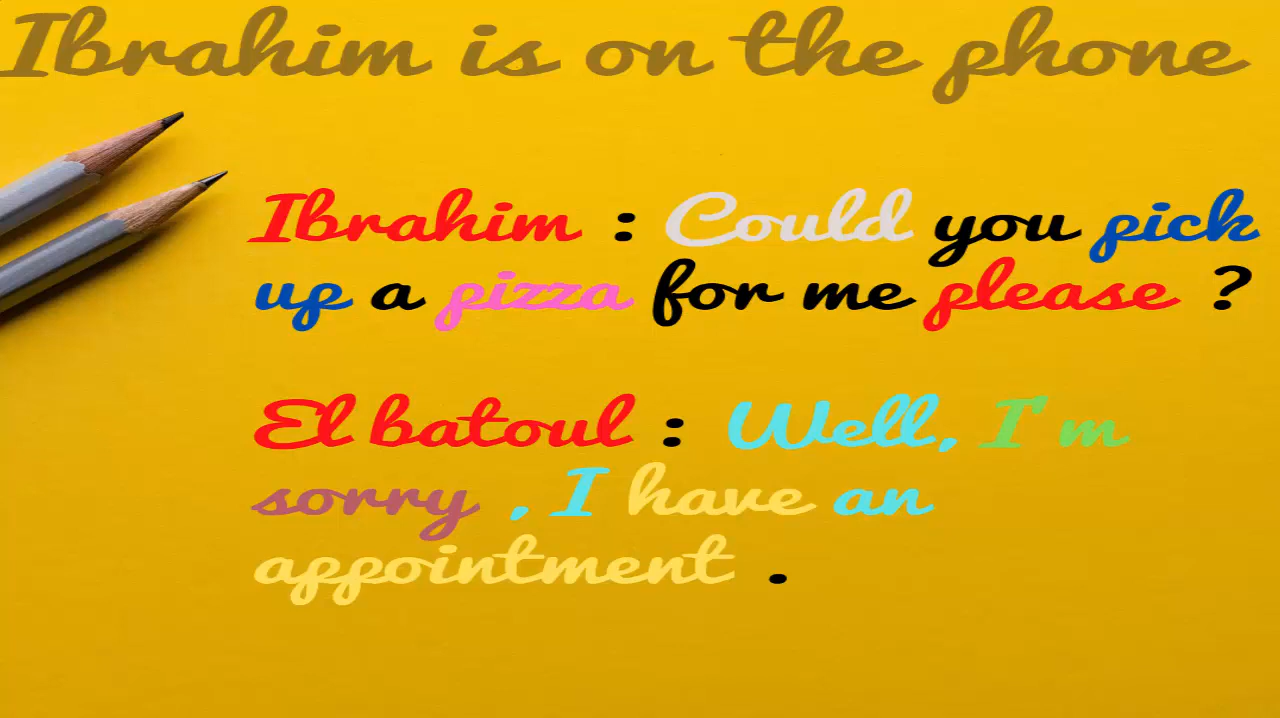 Ibrahim is on the phone
Ibrahim : Could you pick
up a pizza for me please ?
El batoul : Well, I'm
sorry , I have an
appointment .